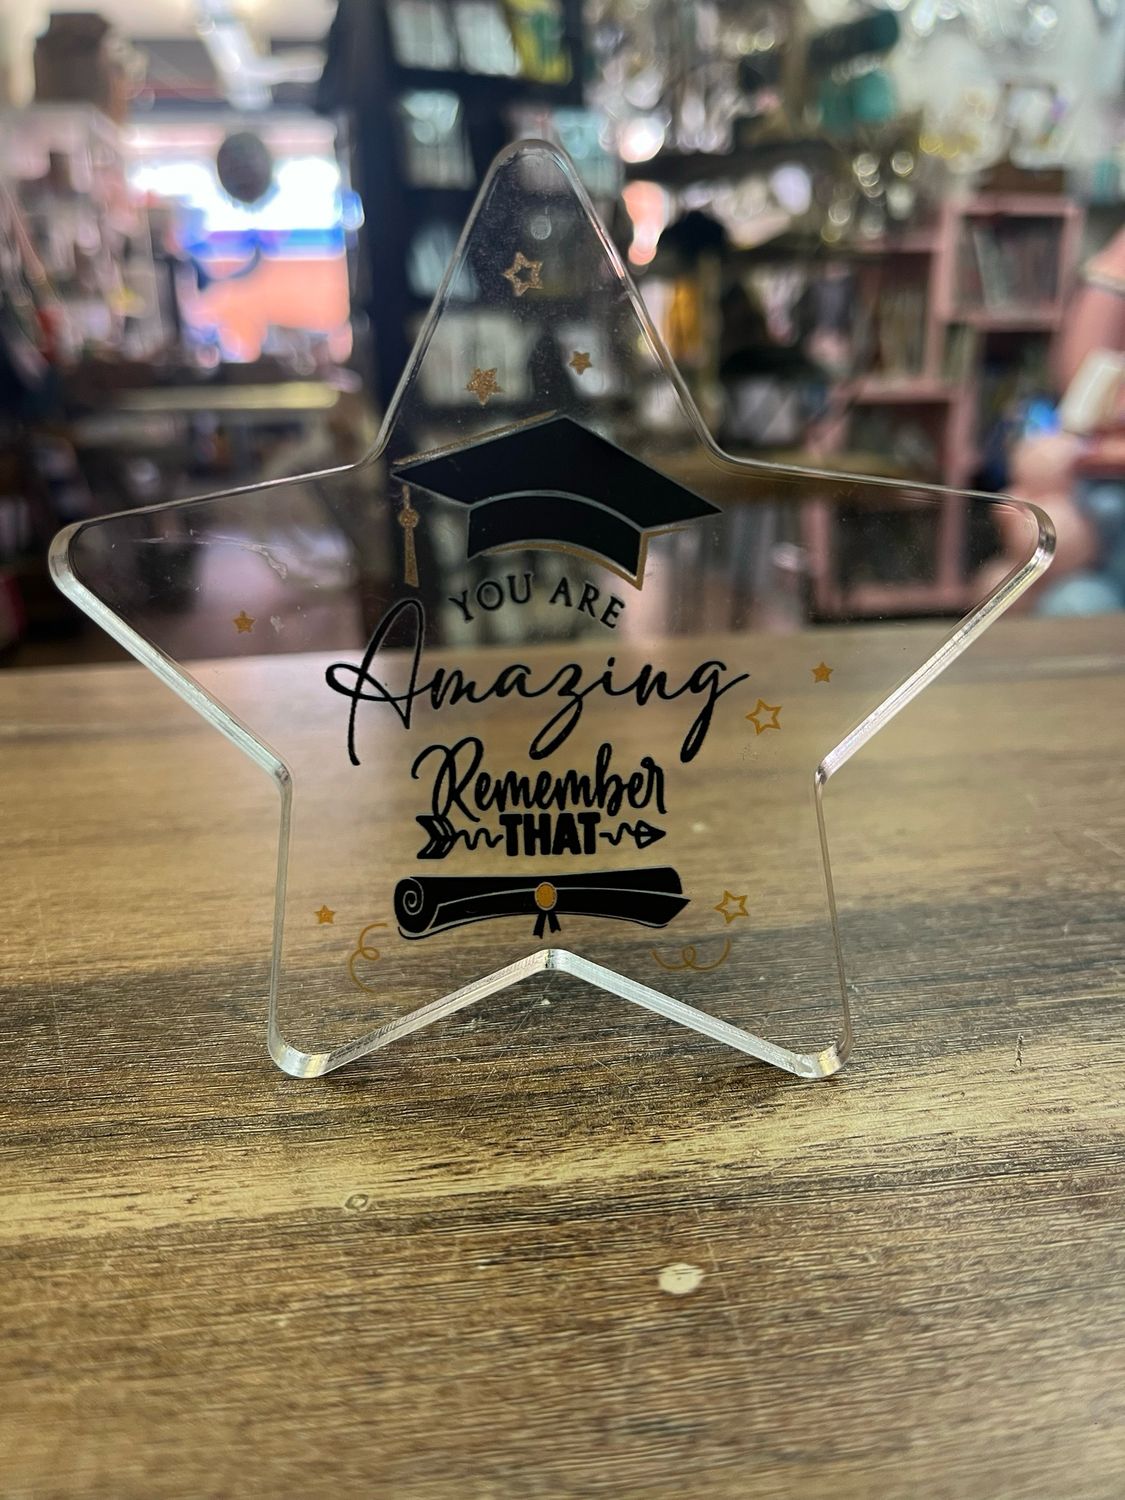 YOU ARE
Amazing
Remember
THAT